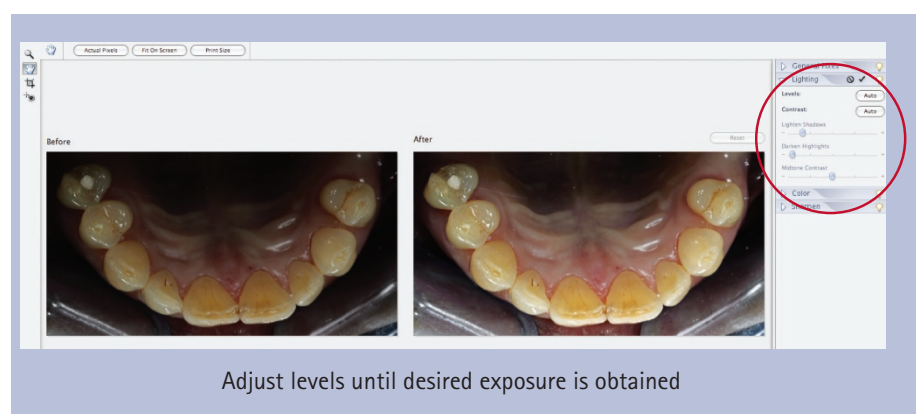 Actual Pixels Fit On Screen Print Size
General Fixes
Lighting
Levels: Auto
Contrast: Auto
Lighten Shadows
Before After Reset
Darken Highlights
Midtone Contrast
Color
Sharpen
Adjust levels until desired exposure is obtained